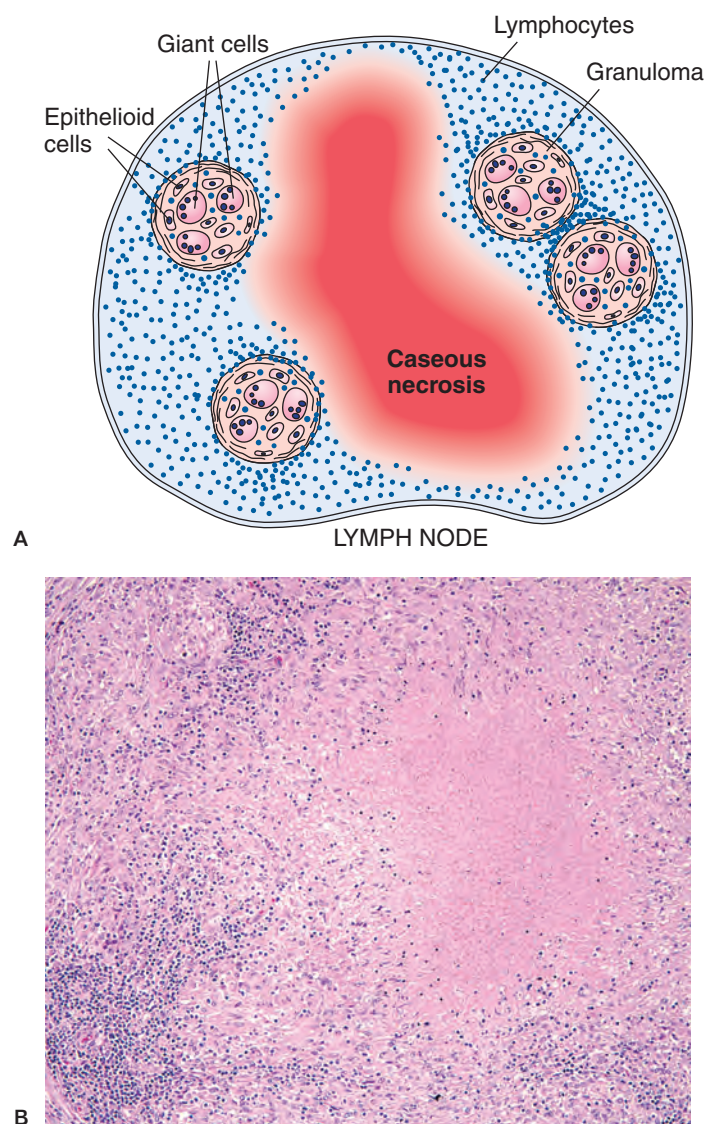 Giant cells
Lymphocytes
Granuloma
Epithelioid
cells
Caseous
necrosis
A
LYMPH NODE
B